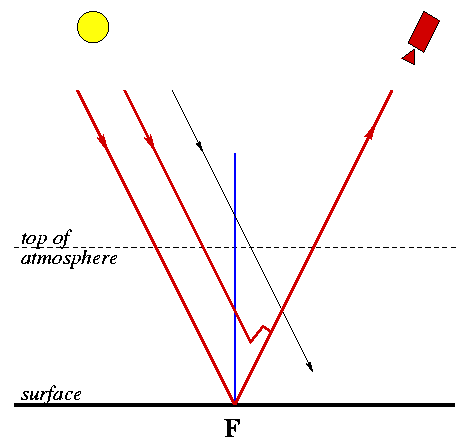 top of
atmosphere
surface
F